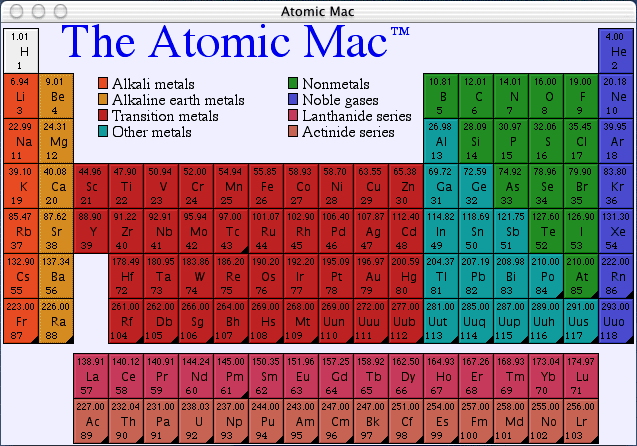 Atomic Mac
The Atomic Mac™
1.01 4.00
H He
1 2
Alkali metals
Alkaline earth metals
Transition metals
Other metals
Nonmetals
Noble gases
Lanthanide series
Actinide series
6.94 9.01 10.81 12.01 14.01 16.00 19.00 20.18
Li Be B C N O F Ne
3 4 5 6 7 8 9 10
22.99 24.31 26.98 28.09 30.97 32.06 35.45 39.95
Na Mg Al Si P S Cl Ar
11 12 13 14 15 16 17 18
39.10 40.08 44.96 47.90 50.94 52.00 54.94 55.85 58.93 58.70 63.55 65.38 69.72 72.59 74.92 78.96 79.90 83.80
K Ca Sc Ti V Cr Mn Fe Co Ni Cu Zn Ga Ge As Se Br Kr
19 20 21 22 23 24 25 26 27 28 29 30 31 32 33 34 35 36
85.47 87.62 88.90 91.22 92.91 95.94 97.00 101.07 102.90 106.40 107.87 112.40 114.82 118.69 121.75 127.60 126.90 131.30
Rb Sr Y Zr Nb Mo Tc Ru Rh Pd Ag Cd In Sn Sb Te I Xe
37 38 39 40 41 42 43 44 45 46 47 48 49 50 51 52 53 54
132.90 137.34 178.49 180.95 183.86 186.20 190.20 192.20 195.09 196.97 200.59 204.37 207.19 208.98 210.00 210.00 222.00
Cs Ba Hf Ta W Re Os Ir Pt Au Hg Tl Pb Bi Po At Rn
55 56 72 73 74 75 76 77 78 79 80 81 82 83 84 85 86
223.00 226.00 261.00 262.00 266.00 264.00 269.00 268.00 269.00 272.00 277.00 285.00 289.00 289.00 291.00 293.00
Fr Ra Rf Db Sg Bh Hs Mt Uun Uuu Uub Uut Uuq Uup Uuh Uus Uuo
87 88 104 105 106 107 108 109 110 111 112 113 114 115 116 117 118
138.91 140.12 140.91 144.24 145.00 150.35 151.96 157.25 158.92 162.50 164.93 167.26 168.93 173.04 174.97
La Ce Pr Nd Pm Sm Eu Gd Tb Dy Ho Er Tm Yb Lu
57 58 59 60 61 62 63 64 65 66 67 68 69 70 71
227.00 232.04 231.00 238.03 237.00 244.00 243.00 247.00 247.00 251.00 254.00 257.00 258.00 255.00 256.00
Ac Th Pa U Np Pu Am Cm Bk Cf Es Fm Md No Lr
89 90 91 92 93 94 95 96 97 98 99 100 101 102 103